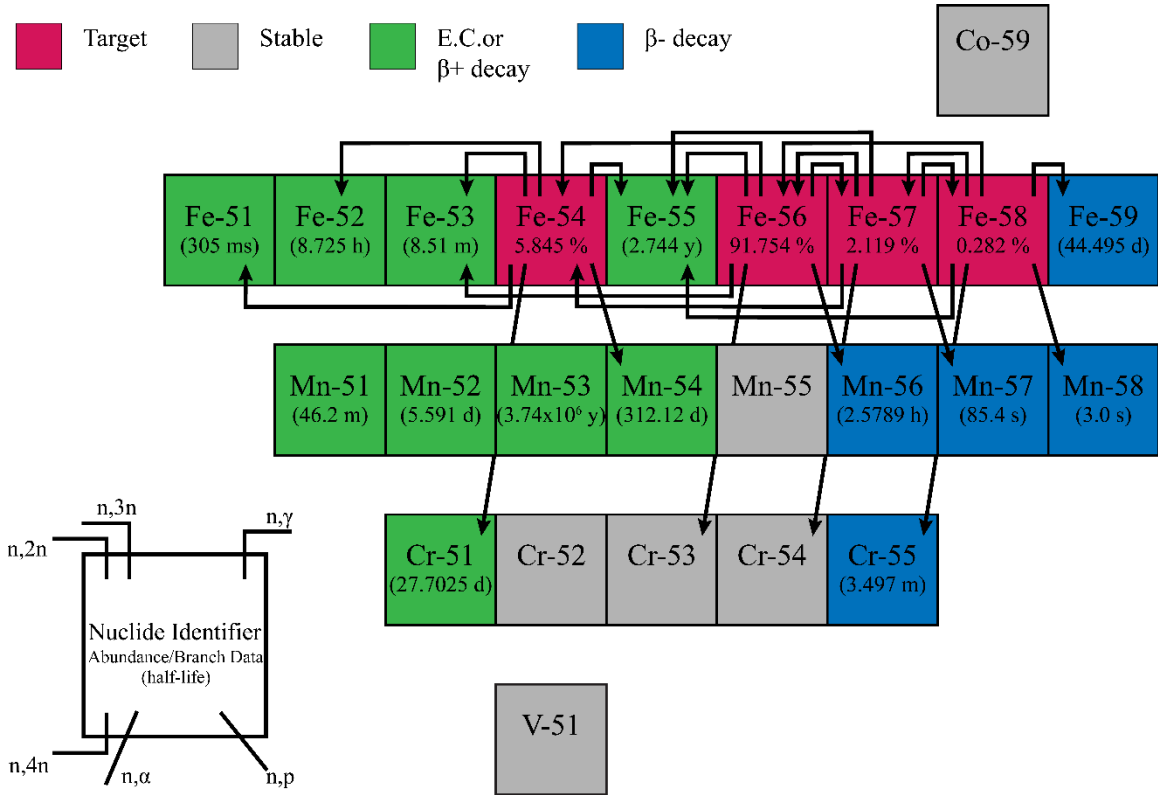 Target
Stable
E.C.or
β+ decay
β- decay
Co-59
Fe-51
(305 ms)
Fe-52
(8.725 h)
Fe-53
(8.51 m)
Fe-54
5.845 %
Fe-55
(2.744 y)
Fe-56
91.754 %
Fe-57
2.119 %
Fe-58
0.282 %
Fe-59
(44.495 d)
Mn-51
(46.2 m)
Mn-52
(5.591 d)
Mn-53
(3.74x10⁶ y)
Mn-54
(312.12 d)
Mn-55
Mn-56
(2.5789 h)
Mn-57
(85.4 s)
Mn-58
(3.0 s)
Cr-51
(27.7025 d)
Cr-52
Cr-53
Cr-54
Cr-55
(3.497 m)
V-51
n,3n
n,γ
n,2n
Nuclide Identifier
Abundance/Branch Data
(half-life)
n,4n
n,α
n,p